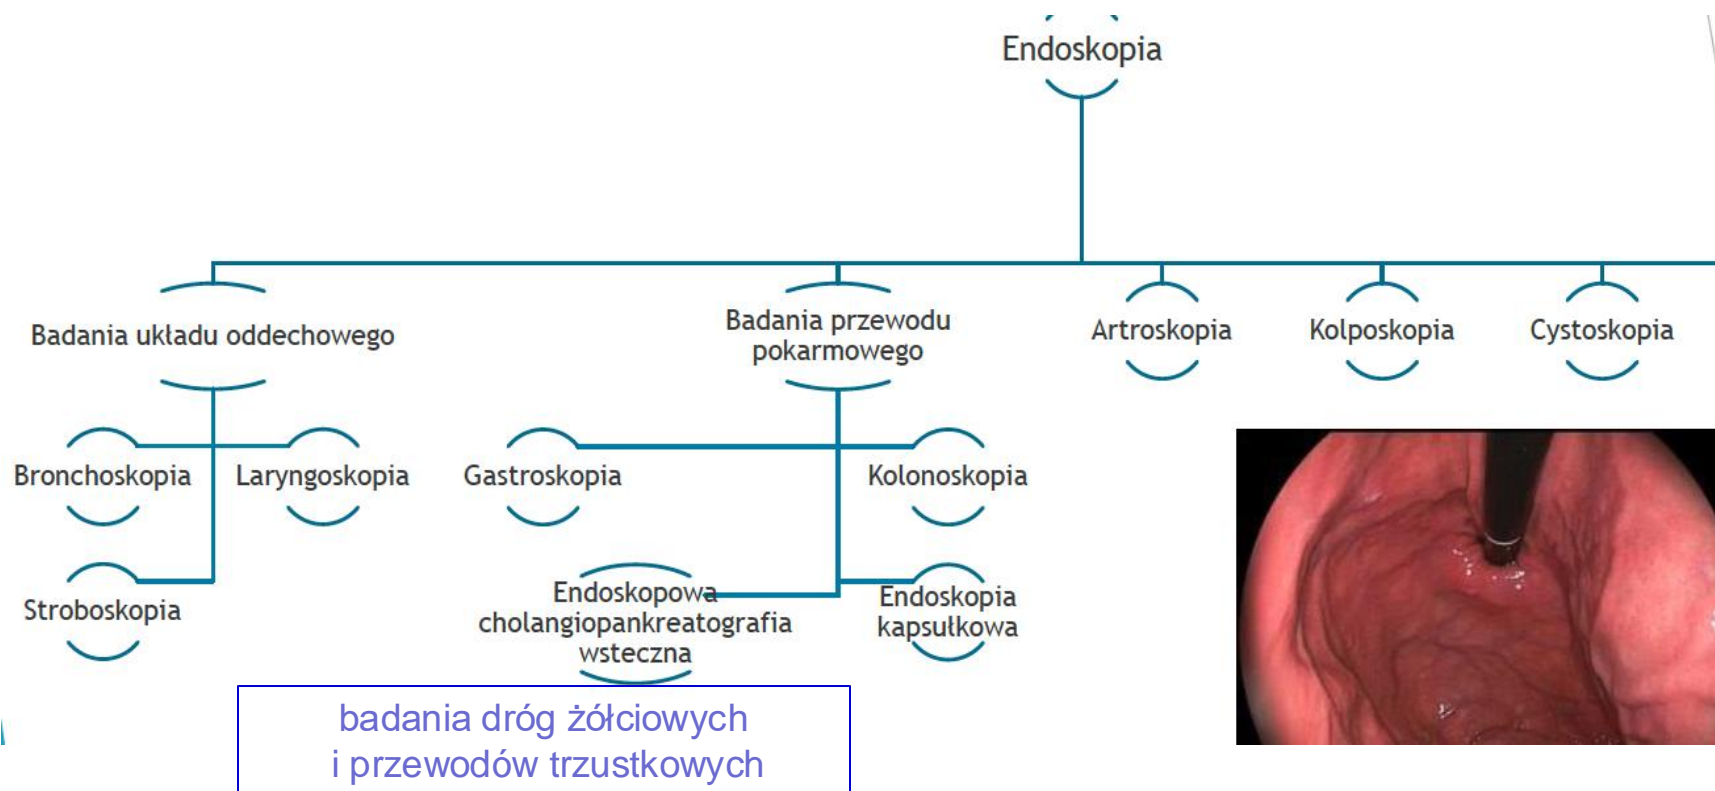 Endoskopia
Badania układu oddechowego
Badania przewodu
pokarmowego
Artroskopia
Kolposkopia
Cystoskopia
Bronchoskopia
Laryngoskopia
Gastroskopia
Kolonoskopia
Stroboskopia
Endoskopowa
cholangiopankreatografia
wsteczna
Endoskopia
kapsułkowa
badania dróg żółciowych
i przewodów trzustkowych